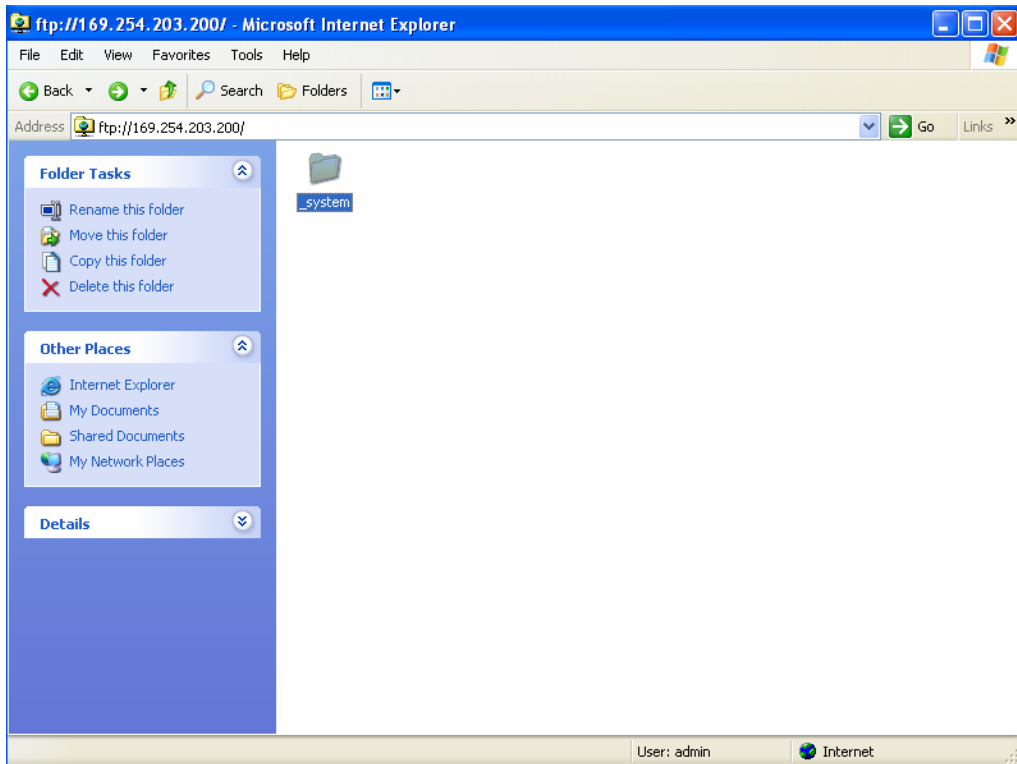 ftp://169.254.203.200/ - Microsoft Internet Explorer
File Edit View Favorites Tools Help
Back Search Folders
Address ftp://169.254.203.200/ Go Links »
Folder Tasks
Rename this folder
Move this folder
Copy this folder
Delete this folder
Other Places
Internet Explorer
My Documents
Shared Documents
My Network Places
Details
_system
User: admin Internet